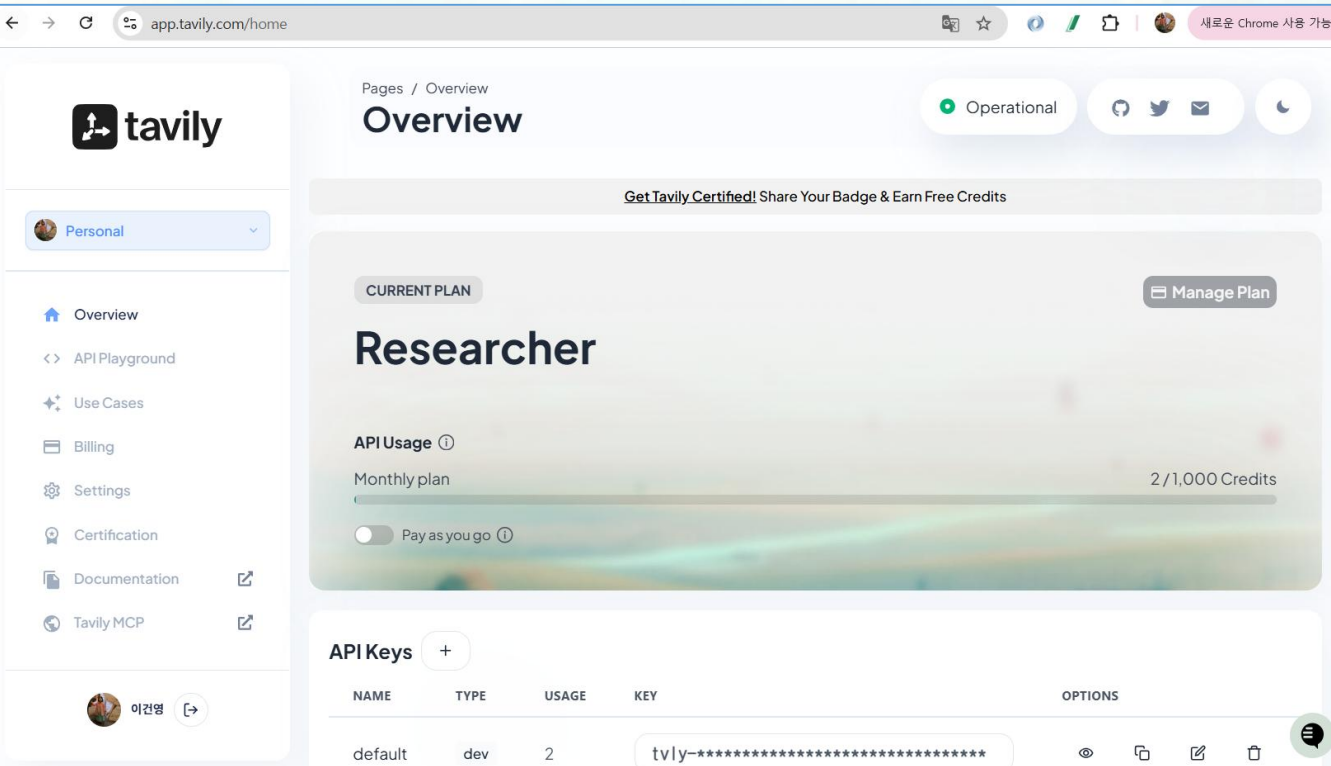 app.tavily.com/home
새로운 Chrome 사용 가능
tavily
Personal
Overview
API Playground
Use Cases
Billing
Settings
Certification
Documentation
Tavily MCP
이건영
Pages / Overview
Overview
Operational
Get Tavily Certified! Share Your Badge & Earn Free Credits
CURRENT PLAN
Manage Plan
Researcher
API Usage
Monthly plan
2 / 1,000 Credits
Pay as you go
API Keys +
NAME TYPE USAGE KEY OPTIONS
default dev 2 tvly-********************************